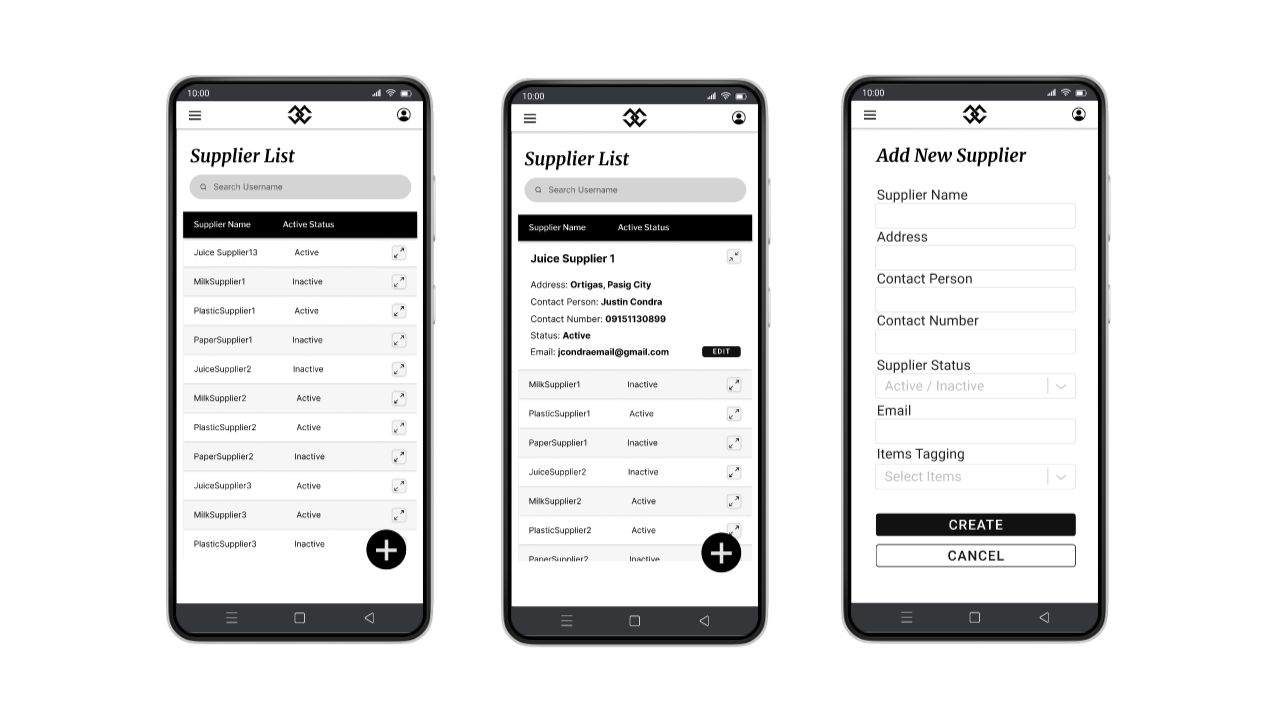 10:00
Supplier List
Search Username
Supplier Name Active Status
Juice Supplier13 Active
MilkSupplier1 Inactive
PlasticSupplier1 Active
PaperSupplier1 Inactive
JuiceSupplier2 Inactive
MilkSupplier2 Active
PlasticSupplier2 Active
PaperSupplier2 Inactive
JuiceSupplier3 Active
MilkSupplier3 Active
PlasticSupplier3 Inactive
10:00
Supplier List
Search Username
Supplier Name Active Status
Juice Supplier 1
Address: Ortigas, Pasig City
Contact Person: Justin Condra
Contact Number: 09151130899
Status: Active
Email: jcondraemail@gmail.com EDIT
MilkSupplier1 Inactive
PlasticSupplier1 Active
PaperSupplier1 Inactive
JuiceSupplier2 Inactive
MilkSupplier2 Active
PlasticSupplier2 Active
PaperSupplier2 Inactive
10:00
Add New Supplier
Supplier Name
Address
Contact Person
Contact Number
Supplier Status
Active / Inactive
Email
Items Tagging
Select Items
CREATE
CANCEL